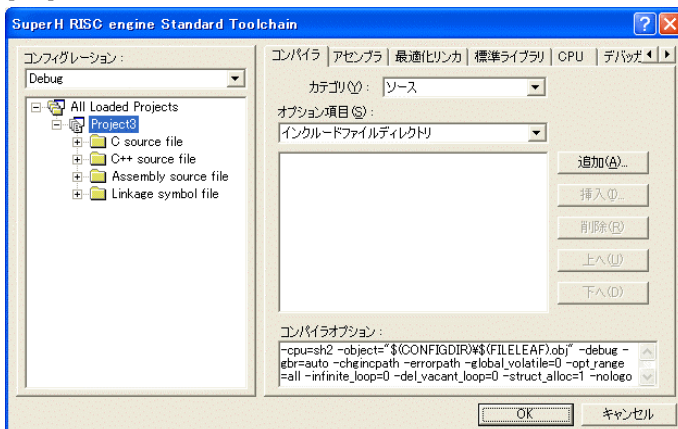 SuperH RISC engine Standard Toolchain
コンフィグレーション :
Debug
All Loaded Projects
Project3
C source file
C++ source file
Assembly source file
Linkage symbol file
コンパイラ アセンブラ 最適化リンカ 標準ライブラリ CPU デバッガ
カテゴリ(Y) : ソース
オプション項目(S) :
インクルードファイルディレクトリ
追加(A)...
挿入(I)...
削除(R)
上へ(U)
下へ(D)
コンパイラオプション :
-cpu=sh2 -object="$(CONFIGDIR)¥$(FILELEAF).obj" -debug -
gbr=auto -chgincpath -errorpath -global_volatile=0 -opt_range
=all -infinite_loop=0 -del_vacant_loop=0 -struct_alloc=1 -nologo
OK キャンセル